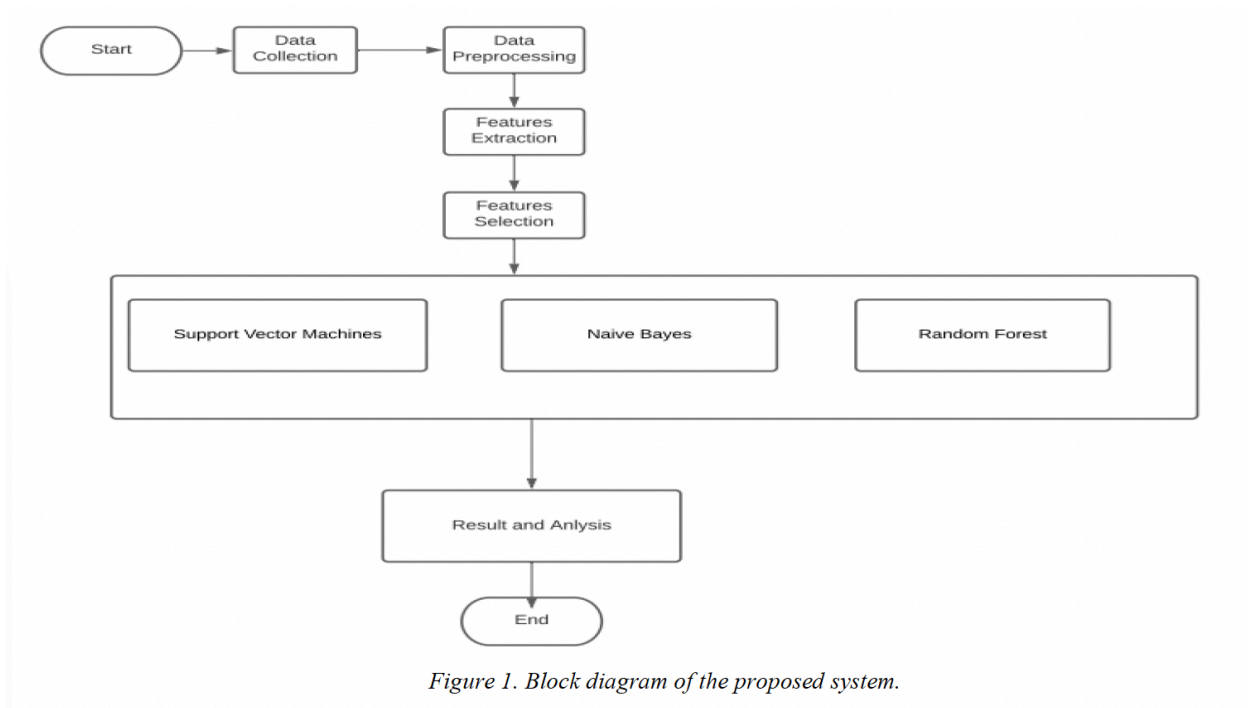 Start
Data
Collection
Data
Preprocessing
Features
Extraction
Features
Selection
Support Vector Machines
Naive Bayes
Random Forest
Result and Anlysis
End
Figure 1. Block diagram of the proposed system.